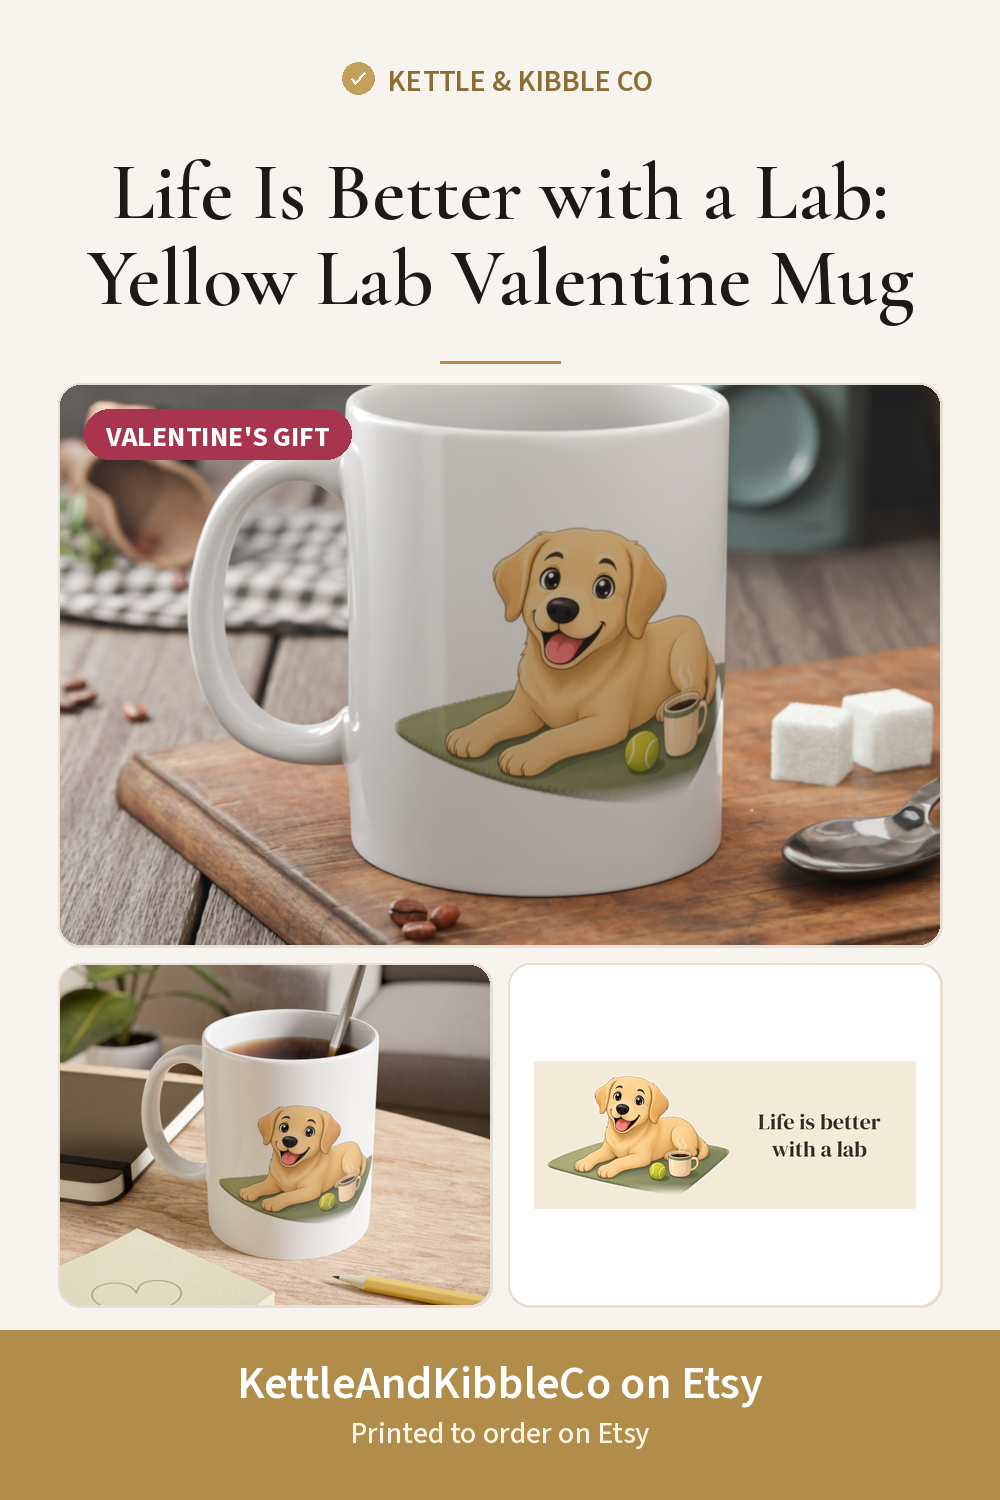 KETTLE & KIBBLE CO
Life Is Better with a Lab:
Yellow Lab Valentine Mug
VALENTINE'S GIFT
Life is better
with a lab
KettleAndKibbleCo on Etsy
Printed to order on Etsy